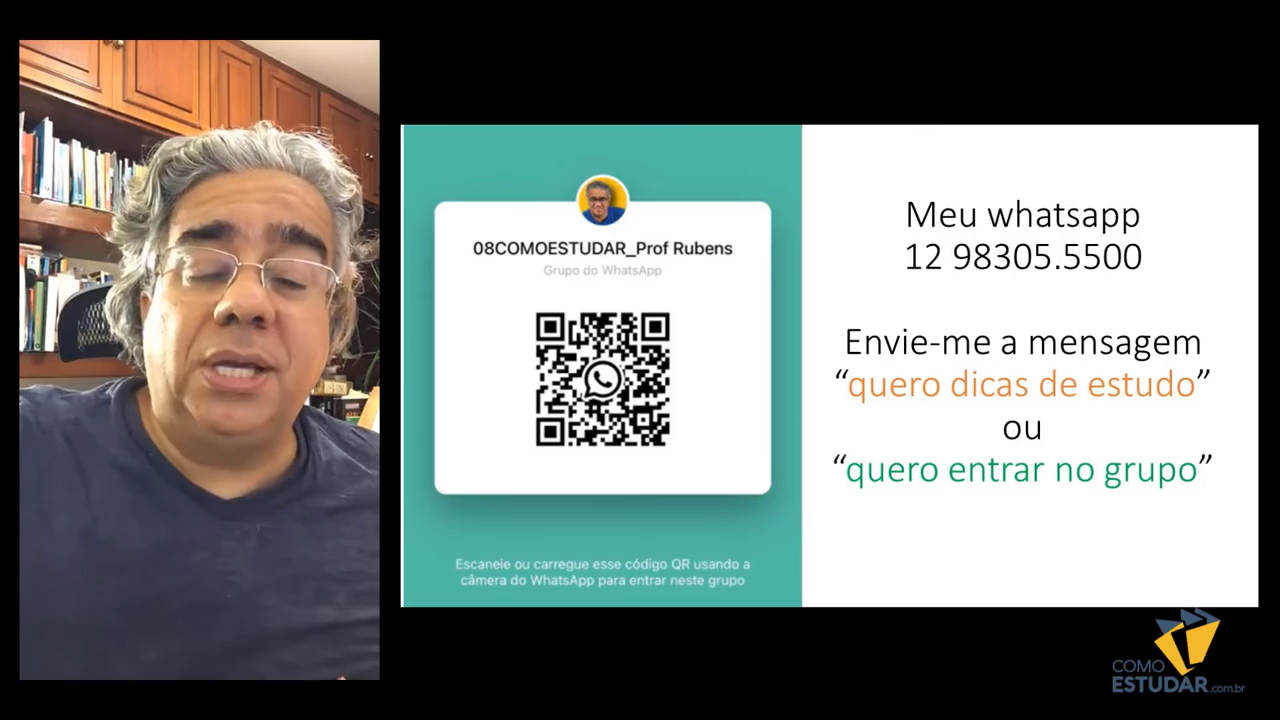 08COMOESTUDAR_Prof Rubens
Grupo do WhatsApp
Escaneie ou carregue esse código QR usando a
câmera do WhatsApp para entrar neste grupo
Meu whatsapp
12 98305.5500
Envie-me a mensagem
“quero dicas de estudo”
ou
“quero entrar no grupo”
COMO
ESTUDAR.com.br